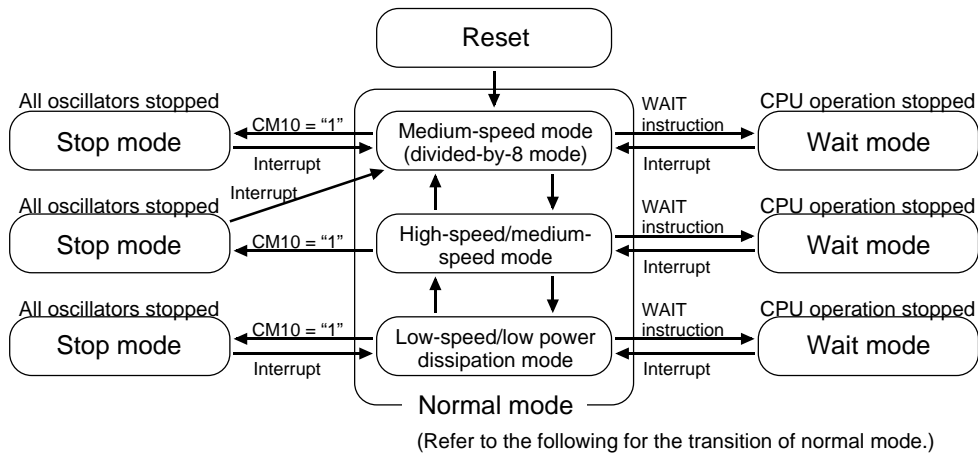 Reset
All oscillators stopped
Stop mode
CM10 = “1”
Interrupt
Medium-speed mode
(divided-by-8 mode)
WAIT
instruction
Interrupt
CPU operation stopped
Wait mode
Interrupt
All oscillators stopped
Stop mode
CM10 = “1”
High-speed/medium-
speed mode
WAIT
instruction
Interrupt
CPU operation stopped
Wait mode
All oscillators stopped
Stop mode
CM10 = “1”
Interrupt
Low-speed/low power
dissipation mode
WAIT
instruction
Interrupt
CPU operation stopped
Wait mode
Normal mode
(Refer to the following for the transition of normal mode.)